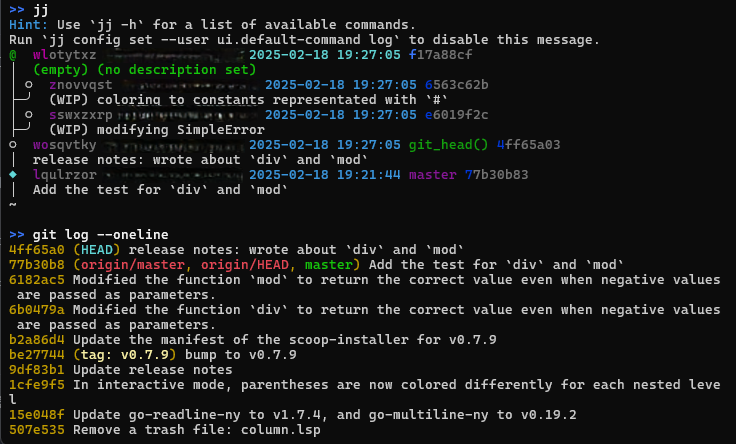 >> jj
Hint: Use `jj -h` for a list of available commands.
Run `jj config set --user ui.default-command log` to disable this message.
@ wlotytxz 2025-02-18 19:27:05 f17a88cf
(empty) (no description set)
○ znovvqst 2025-02-18 19:27:05 6563c62b
(WIP) coloring to constants representated with `#'
○ sswxzxrp 2025-02-18 19:27:05 e6019f2c
(WIP) modifying SimpleError
○ wosqvtky 2025-02-18 19:27:05 git_head() 4ff65a03
release notes: wrote about `div` and `mod`
◆ lqulrzor 2025-02-18 19:21:44 master 77b30b83
Add the test for `div` and `mod`
~
>> git log --oneline
4ff65a0 (HEAD) release notes: wrote about `div` and `mod`
77b30b8 (origin/master, origin/HEAD, master) Add the test for `div` and `mod`
6182ac5 Modified the function `mod` to return the correct value even when negative values
are passed as parameters.
6b0479a Modified the function `div` to return the correct value even when negative values
are passed as parameters.
b2a86d4 Update the manifest of the scoop-installer for v0.7.9
be27744 (tag: v0.7.9) bump to v0.7.9
9df83b1 Update release notes
1cfe9f5 In interactive mode, parentheses are now colored differently for each nested leve
l
15e048f Update go-readline-ny to v1.7.4, and go-multiline-ny to v0.19.2
507e535 Remove a trash file: column.lsp